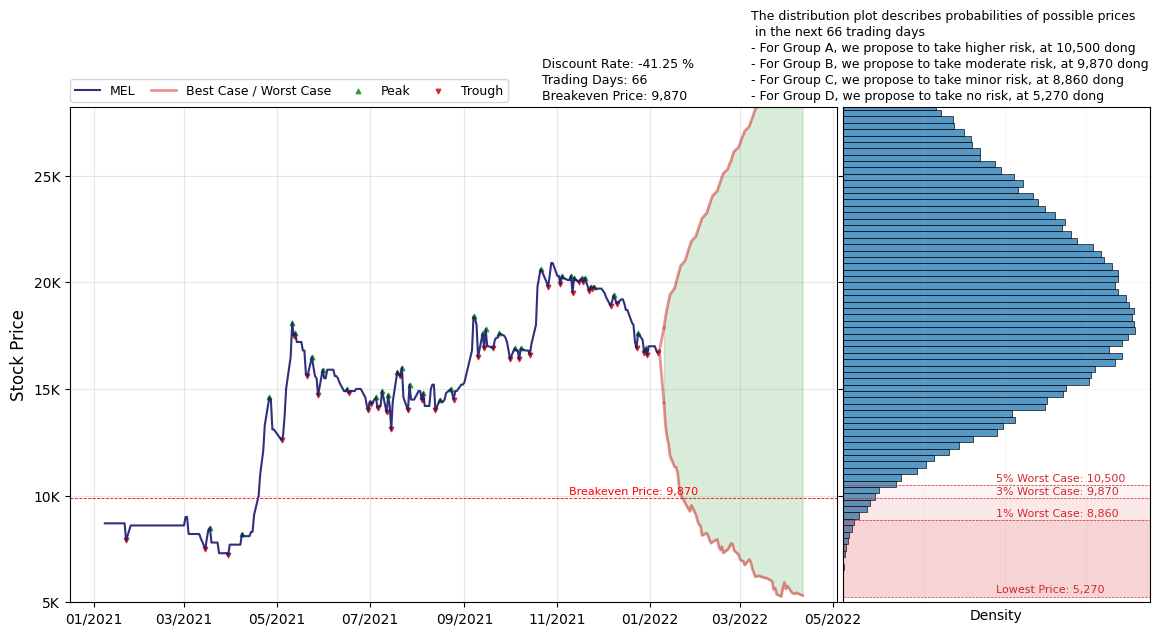 The distribution plot describes probabilities of possible prices
in the next 66 trading days
- For Group A, we propose to take higher risk, at 10,500 dong
- For Group B, we propose to take moderate risk, at 9,870 dong
- For Group C, we propose to take minor risk, at 8,860 dong
- For Group D, we propose to take no risk, at 5,270 dong
Discount Rate: -41.25 %
Trading Days: 66
Breakeven Price: 9,870
MEL
Best Case / Worst Case
Peak
Trough
Stock Price
25K
20K
15K
10K
5K
Breakeven Price: 9,870
5% Worst Case: 10,500
3% Worst Case: 9,870
1% Worst Case: 8,860
Lowest Price: 5,270
01/2021
03/2021
05/2021
07/2021
09/2021
11/2021
01/2022
03/2022
05/2022
Density